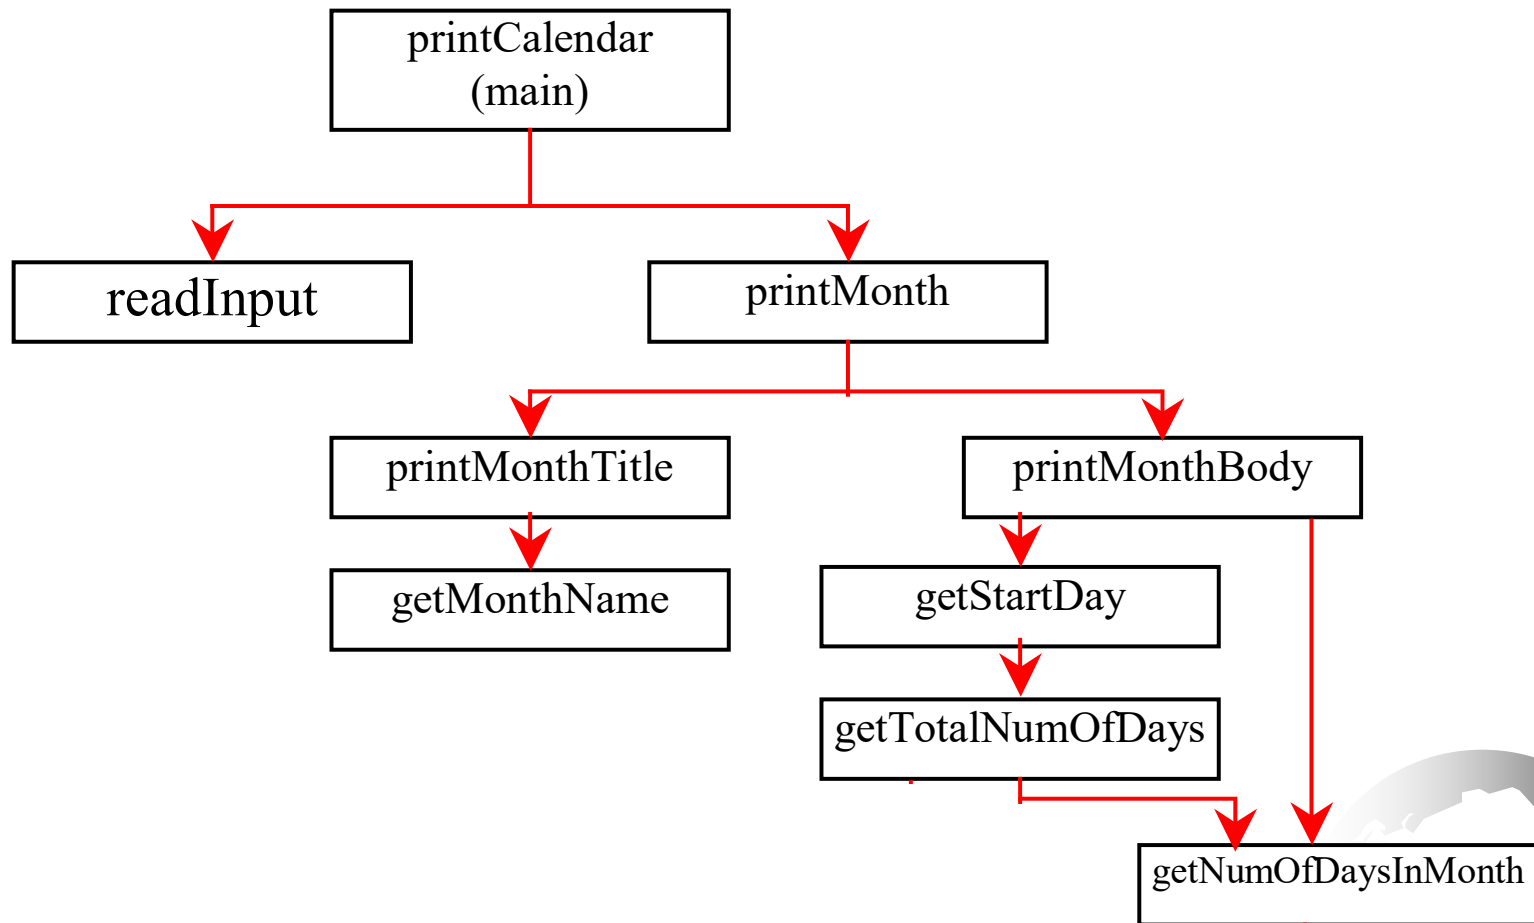 printCalendar
(main)
readInput
printMonth
printMonthTitle
printMonthBody
getMonthName
getStartDay
getTotalNumOfDays
getNumOfDaysInMonth